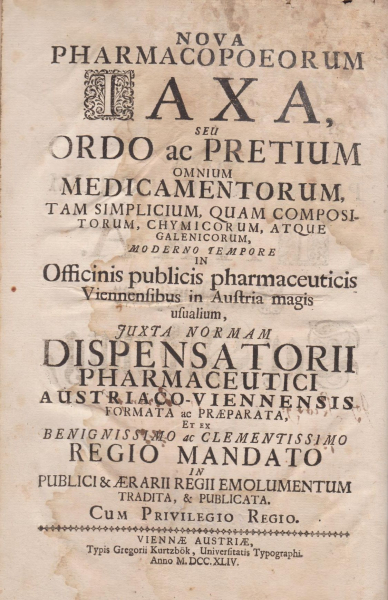 NOVA
PHARMACOPOEORUM
TAXA,
SEU
ORDO ac PRETIUM
OMNIUM
MEDICAMENTORUM,
TAM SIMPLICIUM, QUAM COMPOSI-
TORUM, CHYMICORUM, ATQUE
GALENICORUM,
MODERNO TEMPORE
IN
Officinis publicis pharmaceuticis
Viennensibus in Austria magis
usualium,
JUXTA NORMAM
DISPENSATORII
PHARMACEUTICI
AUSTRIACO-VIENNENSIS
FORMATA ac PRÆPARATA,
ET EX
BENIGNISSIMO ac CLEMENTISSIMO
REGIO MANDATO
IN
PUBLICI & ÆRARII REGII EMOLUMENTUM
TRADITA, & PUBLICATA.
CUM PRIVILEGIO REGIO.
VIENNÆ AUSTRIÆ,
Typis Gregorii Kurtzbök, Universitatis Typographi.
Anno M. DCC. XLIV.